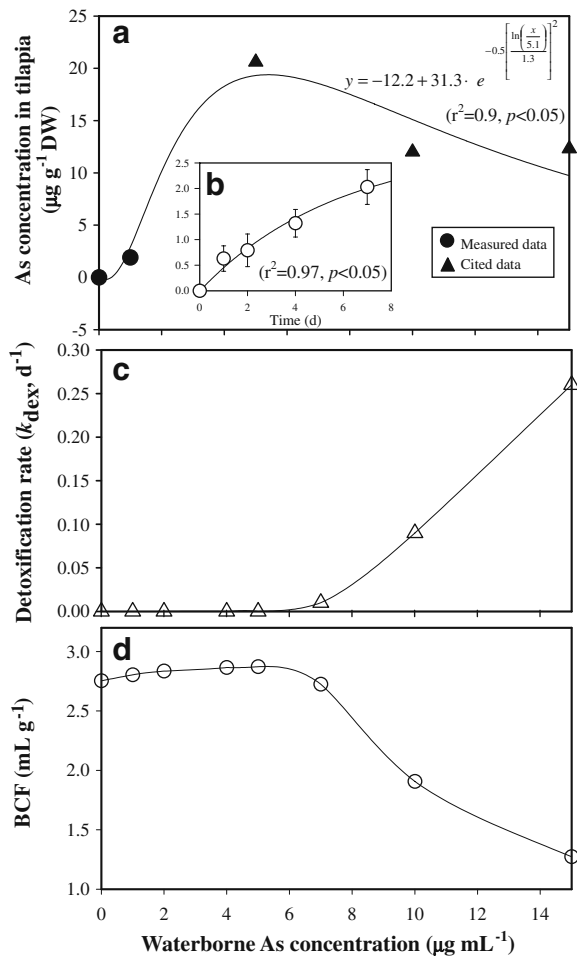 a
25
20
15
10
5
0
-5
As concentration in tilapia
(μg g-1 DW)
y = −12.2 + 31.3 · e −0.5 [ ln( x / 5.1 ) / 1.3 ] 2
(r²=0.9, p<0.05)
b
2.5
2.0
1.5
1.0
0.5
0.0
0 2 4 6 8
Time (d)
(r²=0.97, p<0.05)
Measured data
Cited data
c
0.30
0.25
0.20
0.15
0.10
0.05
0.00
Detoxification rate (kdex, d-1)
d
3.0
2.5
2.0
1.5
1.0
BCF (mL g-1)
0 2 4 6 8 10 12 14
Waterborne As concentration (μg mL-1)